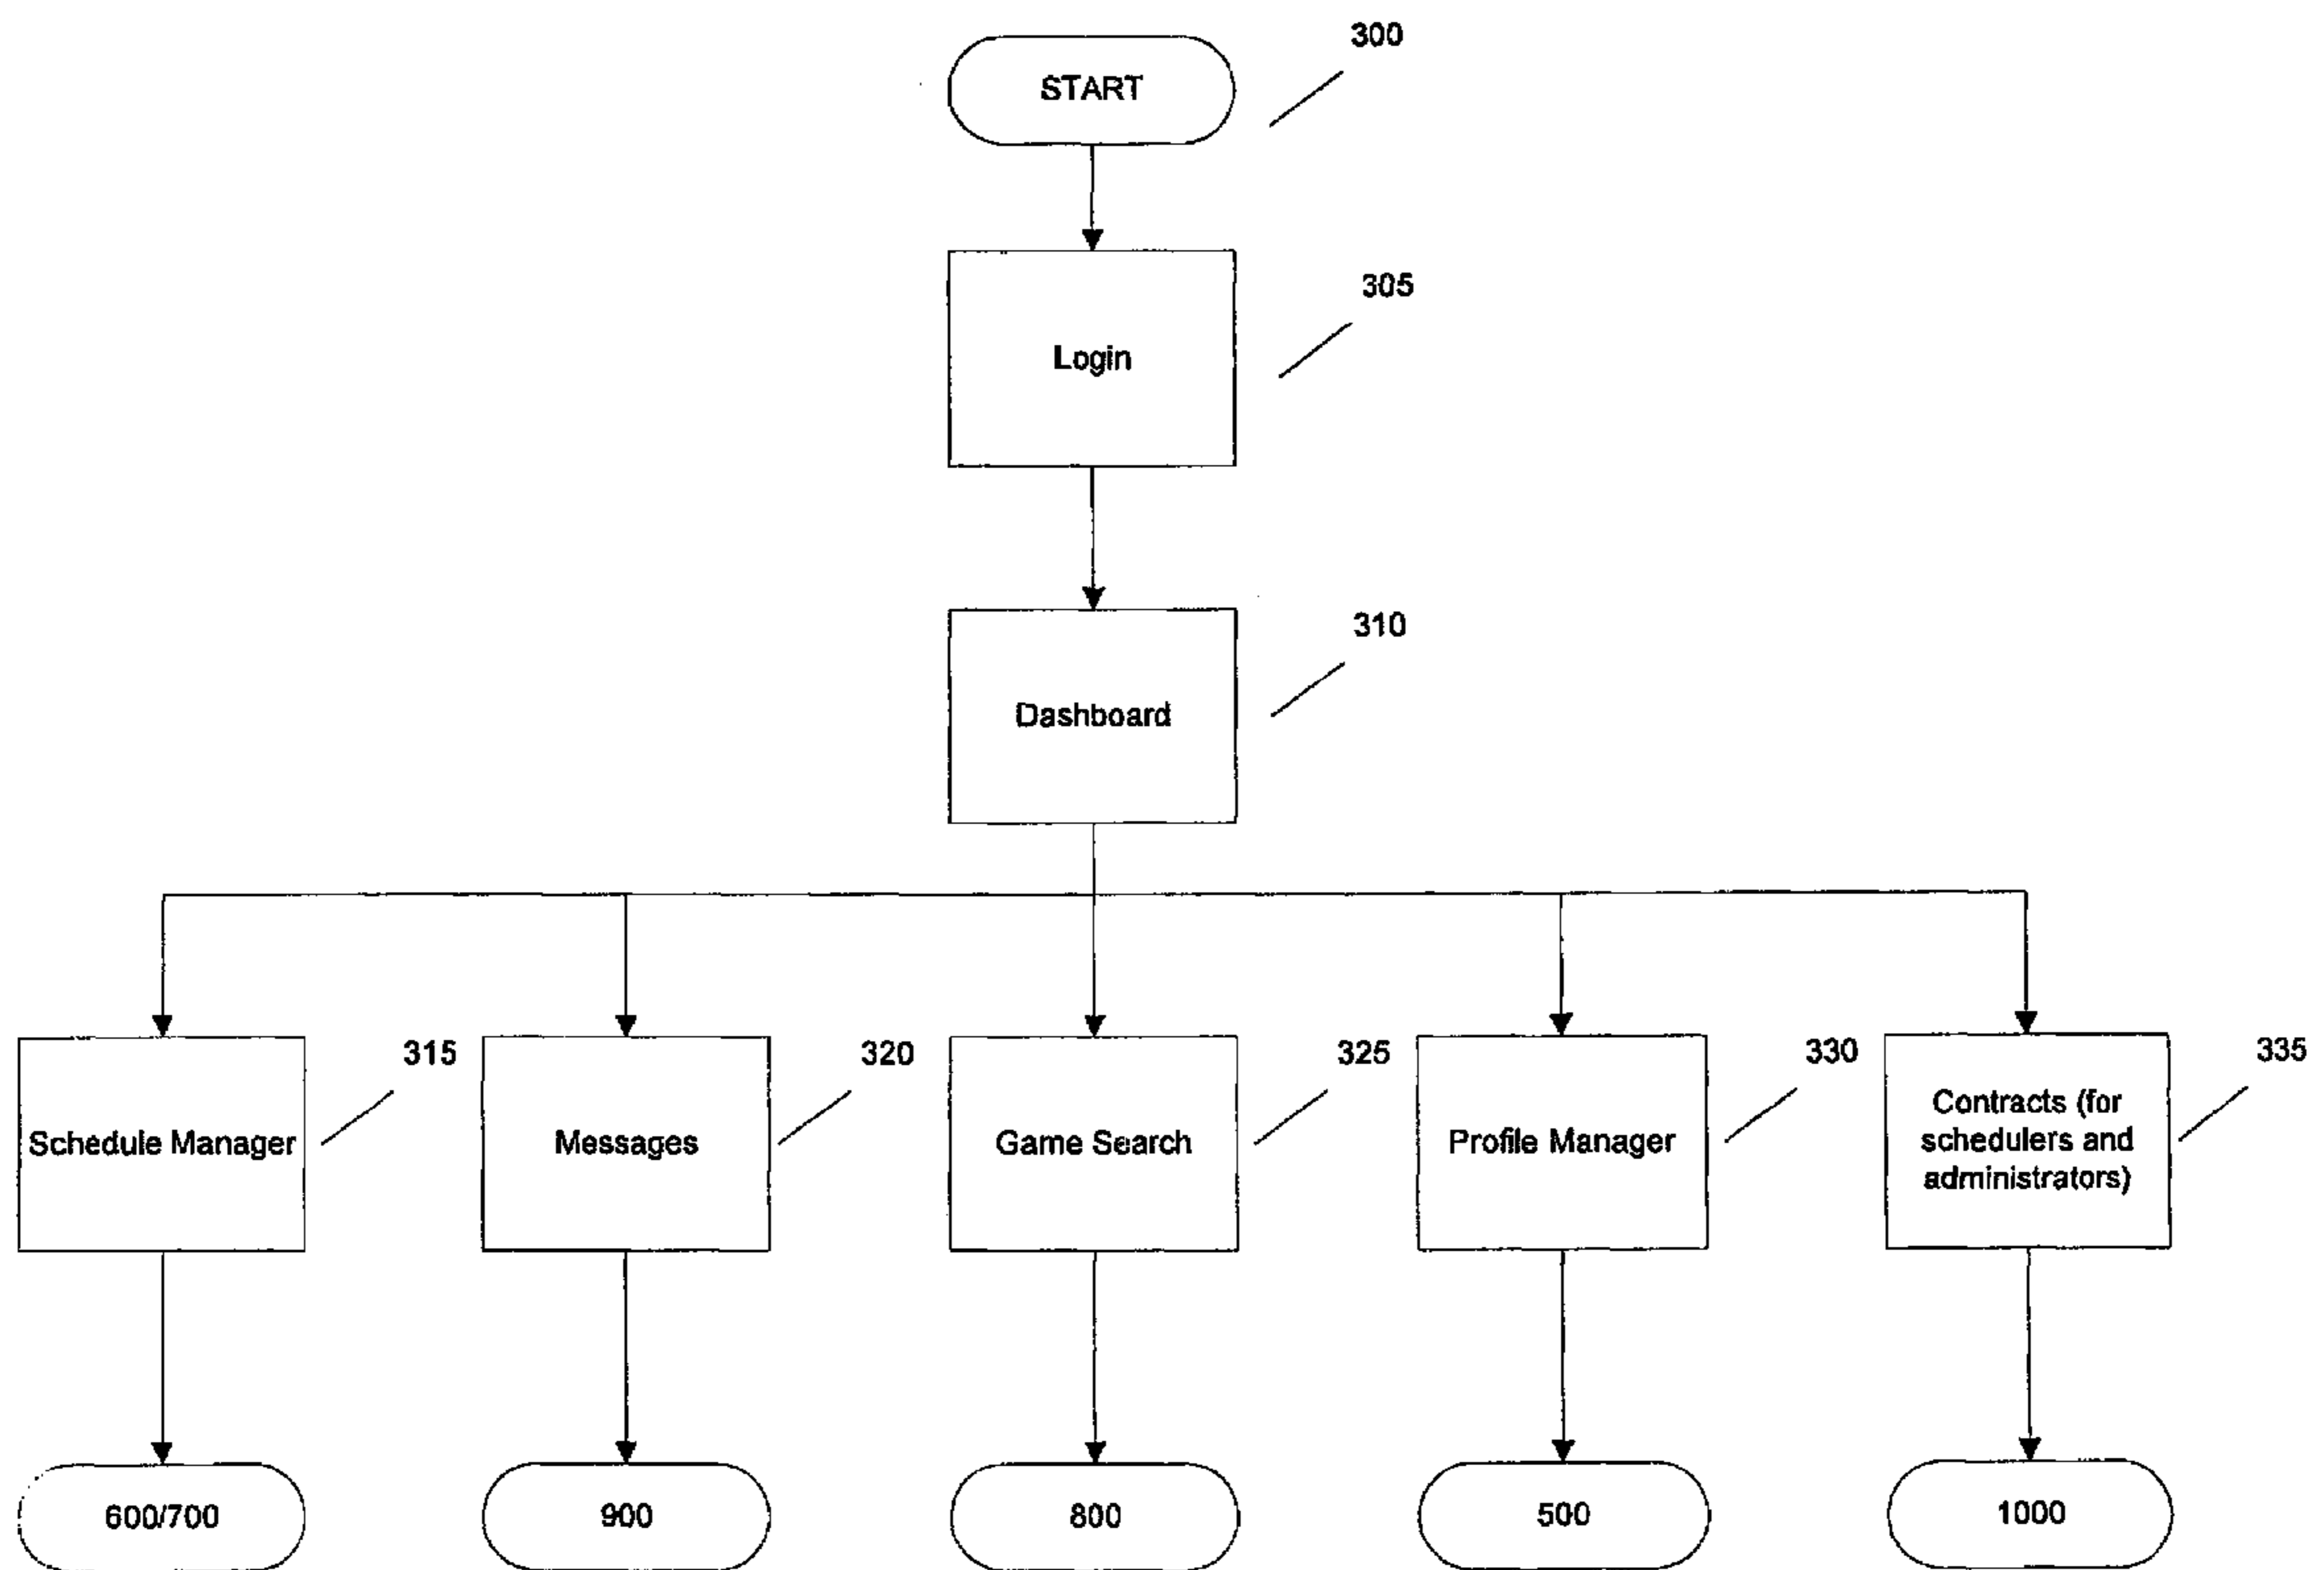 300
START
305
Login
310
Dashboard
315
320
325
330
335
Schedule Manager
Messages
Game Search
Profile Manager
Contracts (for
schedulers and
administrators)
600/700
900
800
500
1000